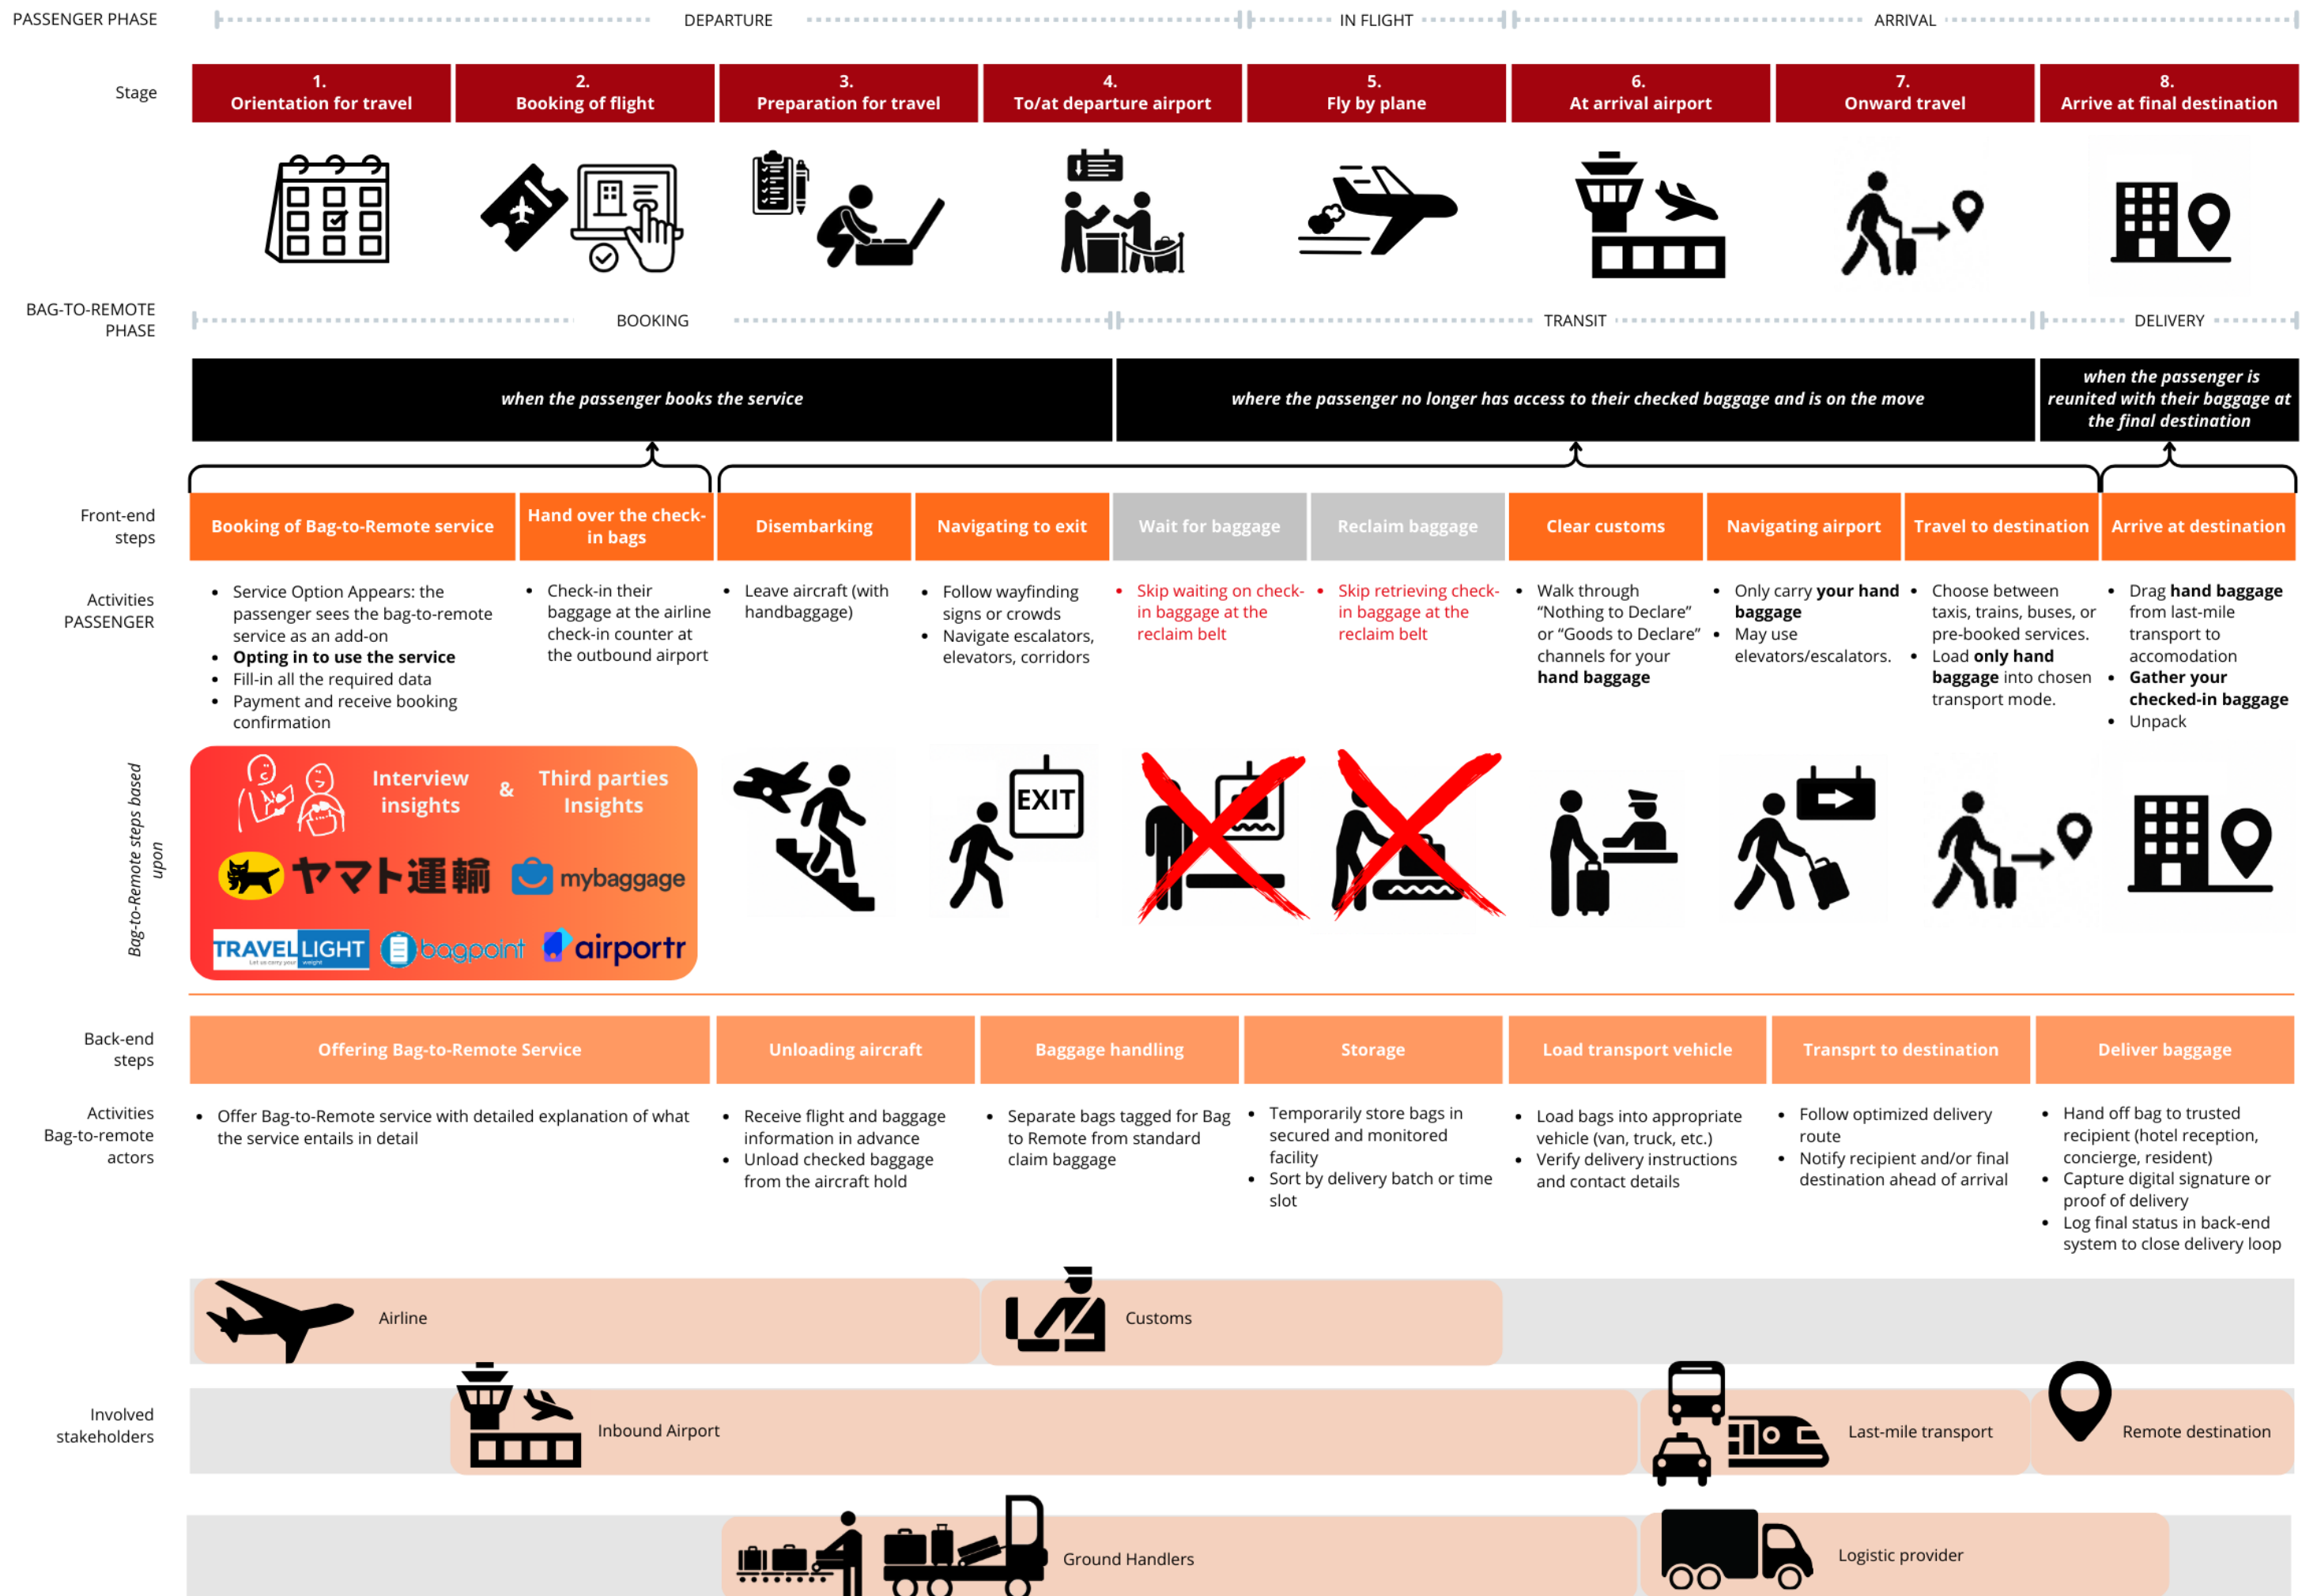 PASSENGER PHASE
DEPARTURE
IN FLIGHT
ARRIVAL
Stage
1.
Orientation for travel
2.
Booking of flight
3.
Preparation for travel
4.
To/at departure airport
5.
Fly by plane
6.
At arrival airport
7.
Onward travel
8.
Arrive at final destination
BAG-TO-REMOTE
PHASE
BOOKING
TRANSIT
DELIVERY
when the passenger books the service
where the passenger no longer has access to their checked baggage and is on the move
when the passenger is
reunited with their baggage at
the final destination
Front-end
steps
Booking of Bag-to-Remote service
Hand over the check-
in bags
Disembarking
Navigating to exit
Wait for baggage
Reclaim baggage
Clear customs
Navigating airport
Travel to destination
Arrive at destination
Activities
PASSENGER
• Service Option Appears: the
passenger sees the bag-to-remote
service as an add-on
• Opting in to use the service
• Fill-in all the required data
• Payment and receive booking
confirmation
• Check-in their
baggage at the airline
check-in counter at
the outbound airport
• Leave aircraft (with
handbaggage)
• Follow wayfinding
signs or crowds
• Navigate escalators,
elevators, corridors
• Skip waiting on check-
in baggage at the
reclaim belt
• Skip retrieving check-
in baggage at the
reclaim belt
• Walk through
“Nothing to Declare”
or “Goods to Declare”
channels for your
hand baggage
• Only carry your hand
baggage
• May use
elevators/escalators.
• Choose between
taxis, trains, buses, or
pre-booked services.
• Load only hand
baggage into chosen
transport mode.
• Drag hand baggage
from last-mile
transport to
accomodation
• Gather your
checked-in baggage
• Unpack
Bag-to-Remote steps based
upon
Interview
insights
&
Third parties
Insights
ヤマト運輸
mybaggage
TRAVEL LIGHT
Let us carry your weight
bagpoint
airportr
EXIT
Back-end
steps
Offering Bag-to-Remote Service
Unloading aircraft
Baggage handling
Storage
Load transport vehicle
Transprt to destination
Deliver baggage
Activities
Bag-to-remote
actors
• Offer Bag-to-Remote service with detailed explanation of what
the service entails in detail
• Receive flight and baggage
information in advance
• Unload checked baggage
from the aircraft hold
• Separate bags tagged for Bag
to Remote from standard
claim baggage
• Temporarily store bags in
secured and monitored
facility
• Sort by delivery batch or time
slot
• Load bags into appropriate
vehicle (van, truck, etc.)
• Verify delivery instructions
and contact details
• Follow optimized delivery
route
• Notify recipient and/or final
destination ahead of arrival
• Hand off bag to trusted
recipient (hotel reception,
concierge, resident)
• Capture digital signature or
proof of delivery
• Log final status in back-end
system to close delivery loop
Involved
stakeholders
Airline
Customs
Inbound Airport
Last-mile transport
Remote destination
Ground Handlers
Logistic provider